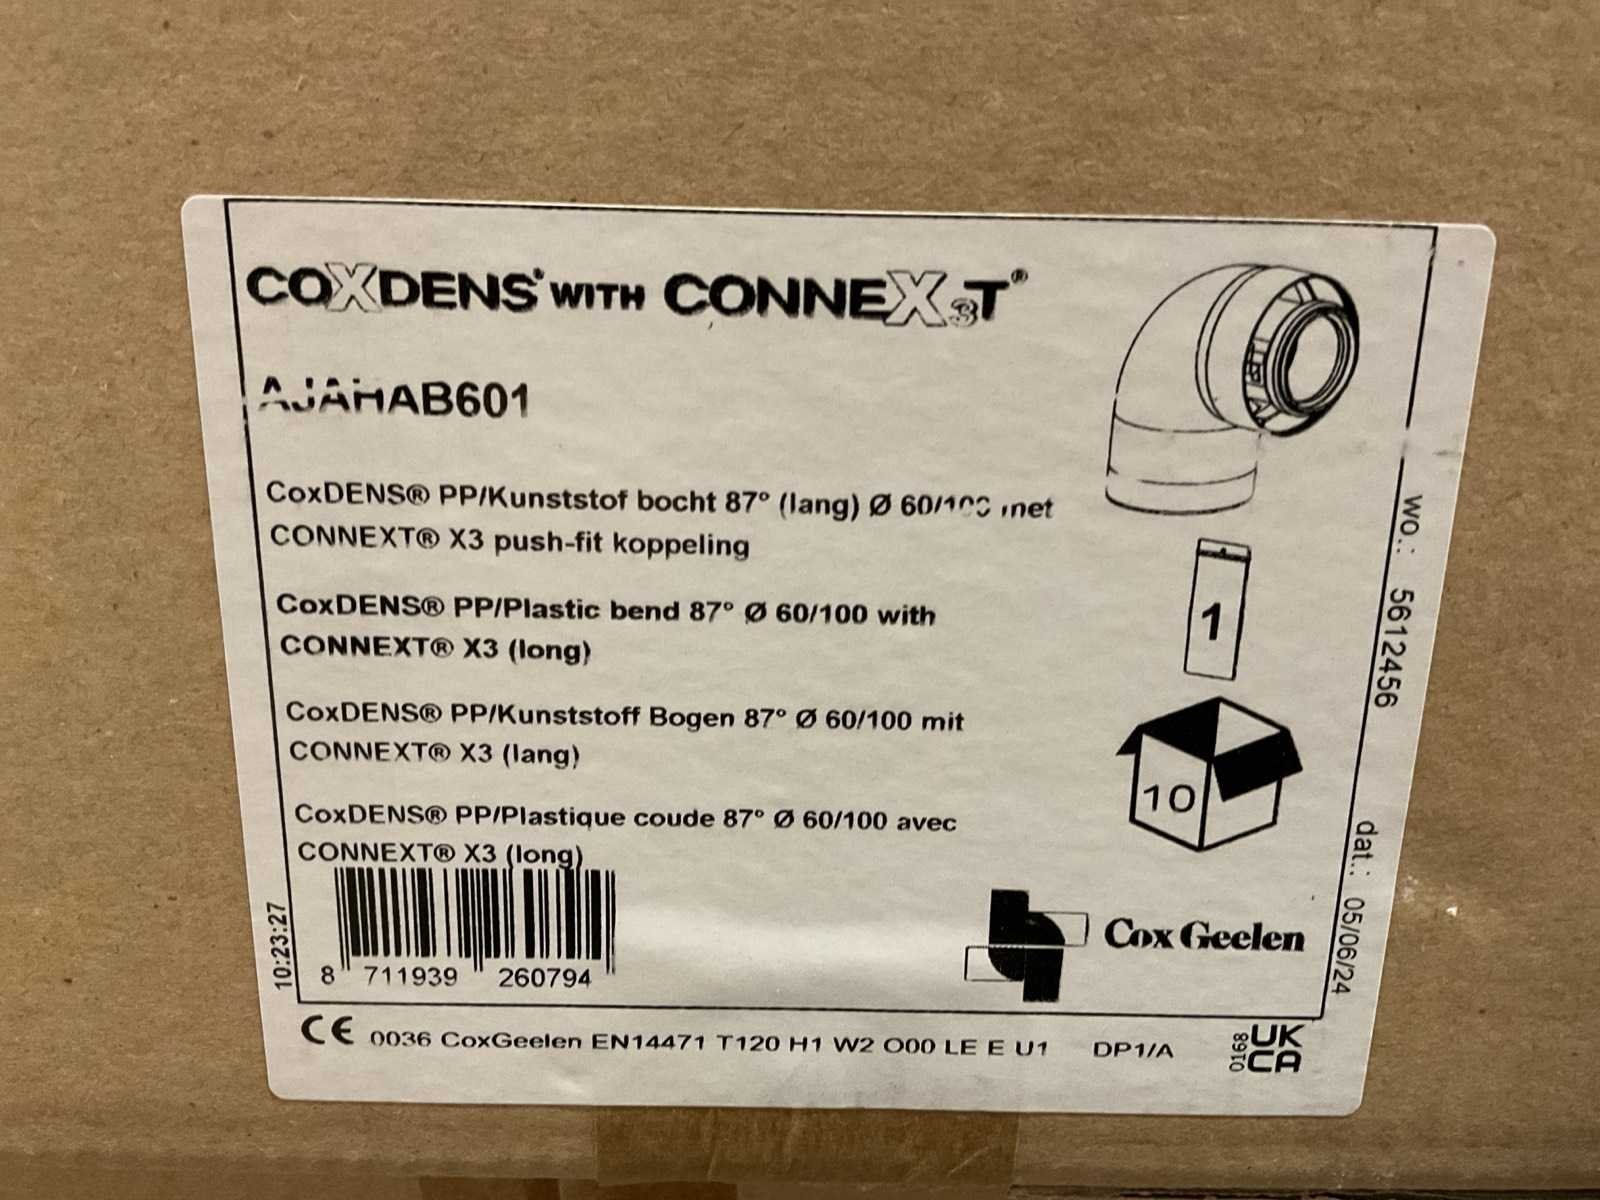 COXDENS® WITH CONNEX3T®
AJAHAB601
CoxDENS® PP/Kunststof bocht 87° (lang) Ø 60/100 met
CONNEXT® X3 push-fit koppeling
CoxDENS® PP/Plastic bend 87° Ø 60/100 with
CONNEXT® X3 (long)
CoxDENS® PP/Kunststoff Bogen 87° Ø 60/100 mit
CONNEXT® X3 (lang)
CoxDENS® PP/Plastique coude 87° Ø 60/100 avec
CONNEXT® X3 (long)
1
10
wo.: 5612456
dat.: 05/06/24
10:23:27
8 711939 260794
Cox Geelen
CE 0036 CoxGeelen EN14471 T120 H1 W2 O00 LE E U1 DP1/A
0168 UK
CA